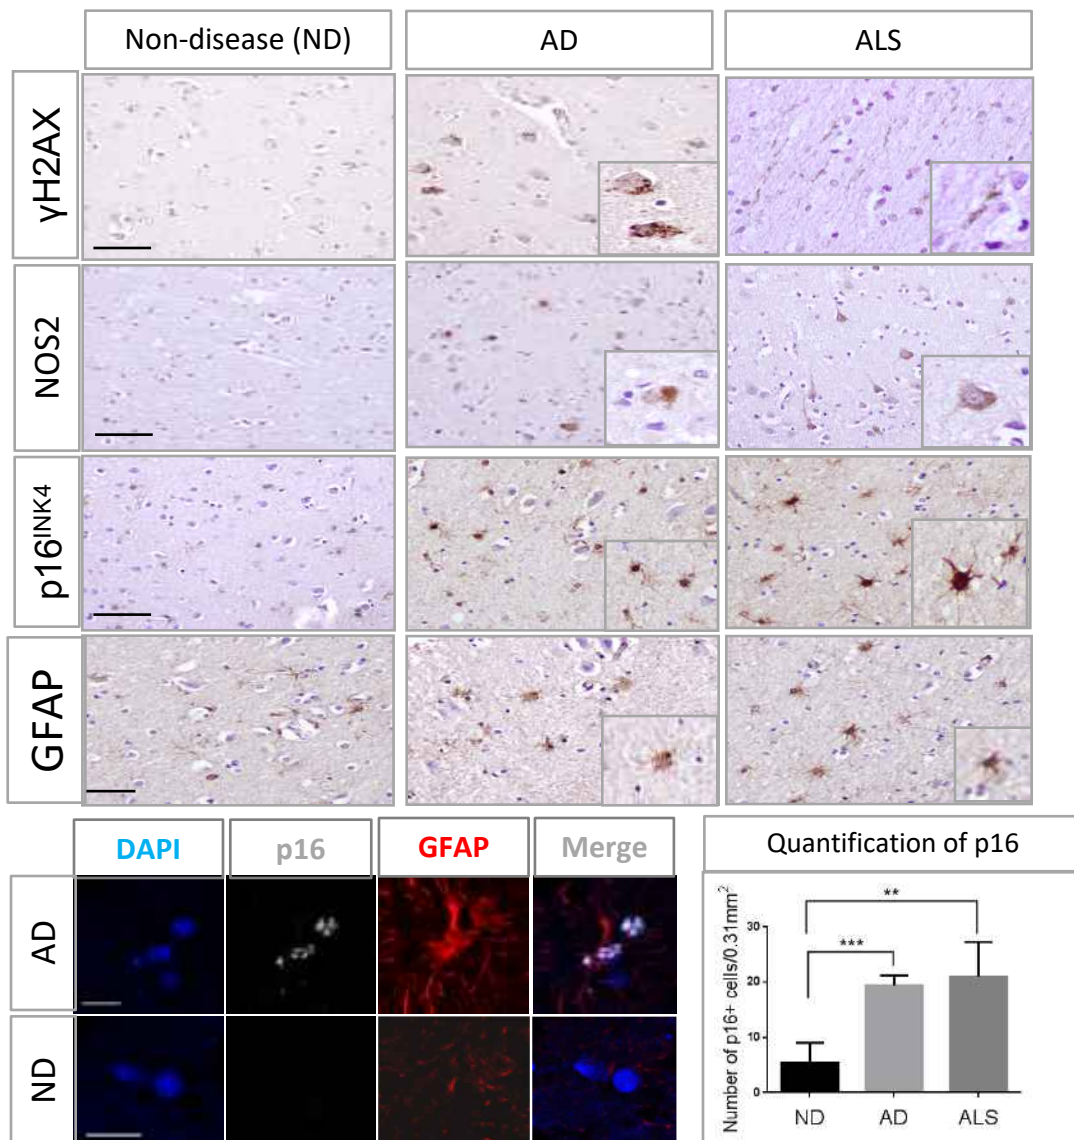 Non-disease (ND)
AD
ALS
γH2AX
NOS2
p16INK4
GFAP
DAPI
p16
GFAP
Merge
AD
ND
Quantification of p16
Number of p16+ cells/0.31mm2
30
20
10
0
**
***
ND
AD
ALS